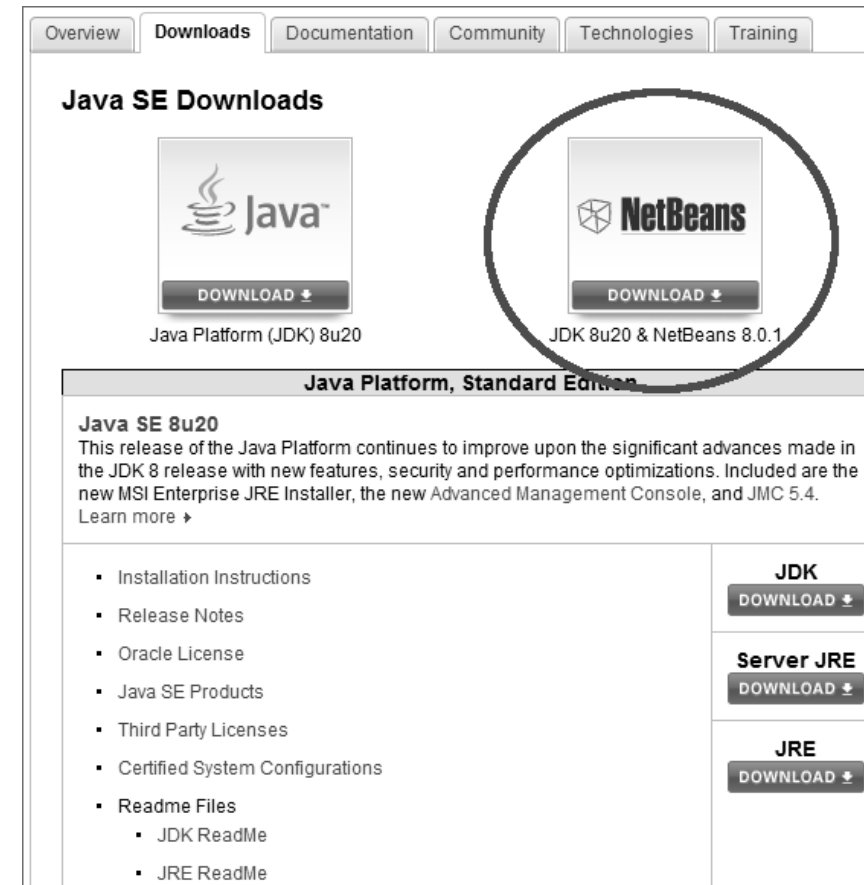 Overview Downloads Documentation Community Technologies Training
Java SE Downloads
Java™
DOWNLOAD
Java Platform (JDK) 8u20
NetBeans
DOWNLOAD
JDK 8u20 & NetBeans 8.0.1
Java Platform, Standard Edition
Java SE 8u20
This release of the Java Platform continues to improve upon the significant advances made in
the JDK 8 release with new features, security and performance optimizations. Included are the
new MSI Enterprise JRE Installer, the new Advanced Management Console, and JMC 5.4.
Learn more
Installation Instructions
Release Notes
Oracle License
Java SE Products
Third Party Licenses
Certified System Configurations
Readme Files
JDK ReadMe
JRE ReadMe
JDK
DOWNLOAD
Server JRE
DOWNLOAD
JRE
DOWNLOAD